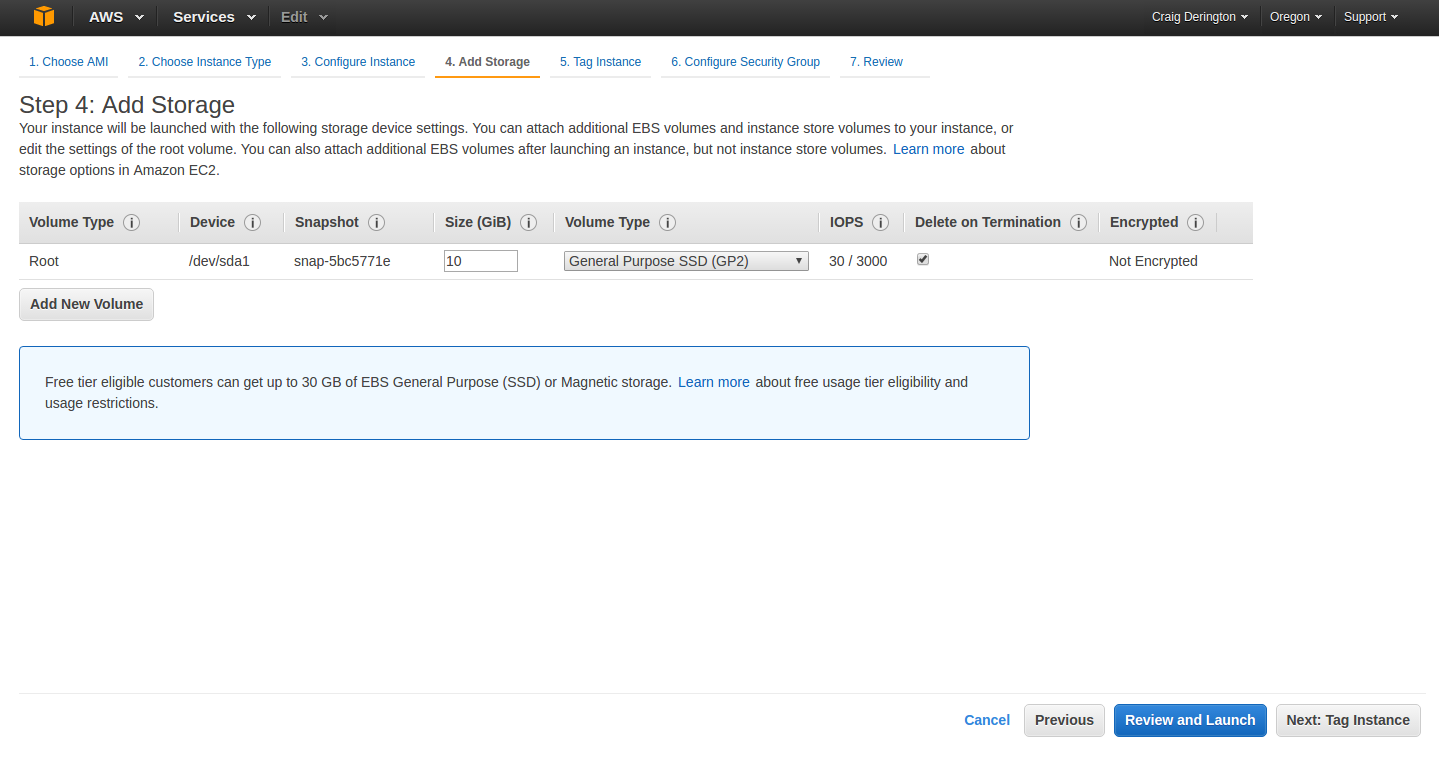 AWS Services Edit Craig Derington Oregon Support
1. Choose AMI 2. Choose Instance Type 3. Configure Instance 4. Add Storage 5. Tag Instance 6. Configure Security Group 7. Review
Step 4: Add Storage
Your instance will be launched with the following storage device settings. You can attach additional EBS volumes and instance store volumes to your instance, or
edit the settings of the root volume. You can also attach additional EBS volumes after launching an instance, but not instance store volumes. Learn more about
storage options in Amazon EC2.
Volume Type i Device i Snapshot i Size (GiB) i Volume Type i IOPS i Delete on Termination i Encrypted i
Root /dev/sda1 snap-5bc5771e 10 General Purpose SSD (GP2) 30 / 3000 Not Encrypted
Add New Volume
Free tier eligible customers can get up to 30 GB of EBS General Purpose (SSD) or Magnetic storage. Learn more about free usage tier eligibility and
usage restrictions.
Cancel Previous Review and Launch Next: Tag Instance